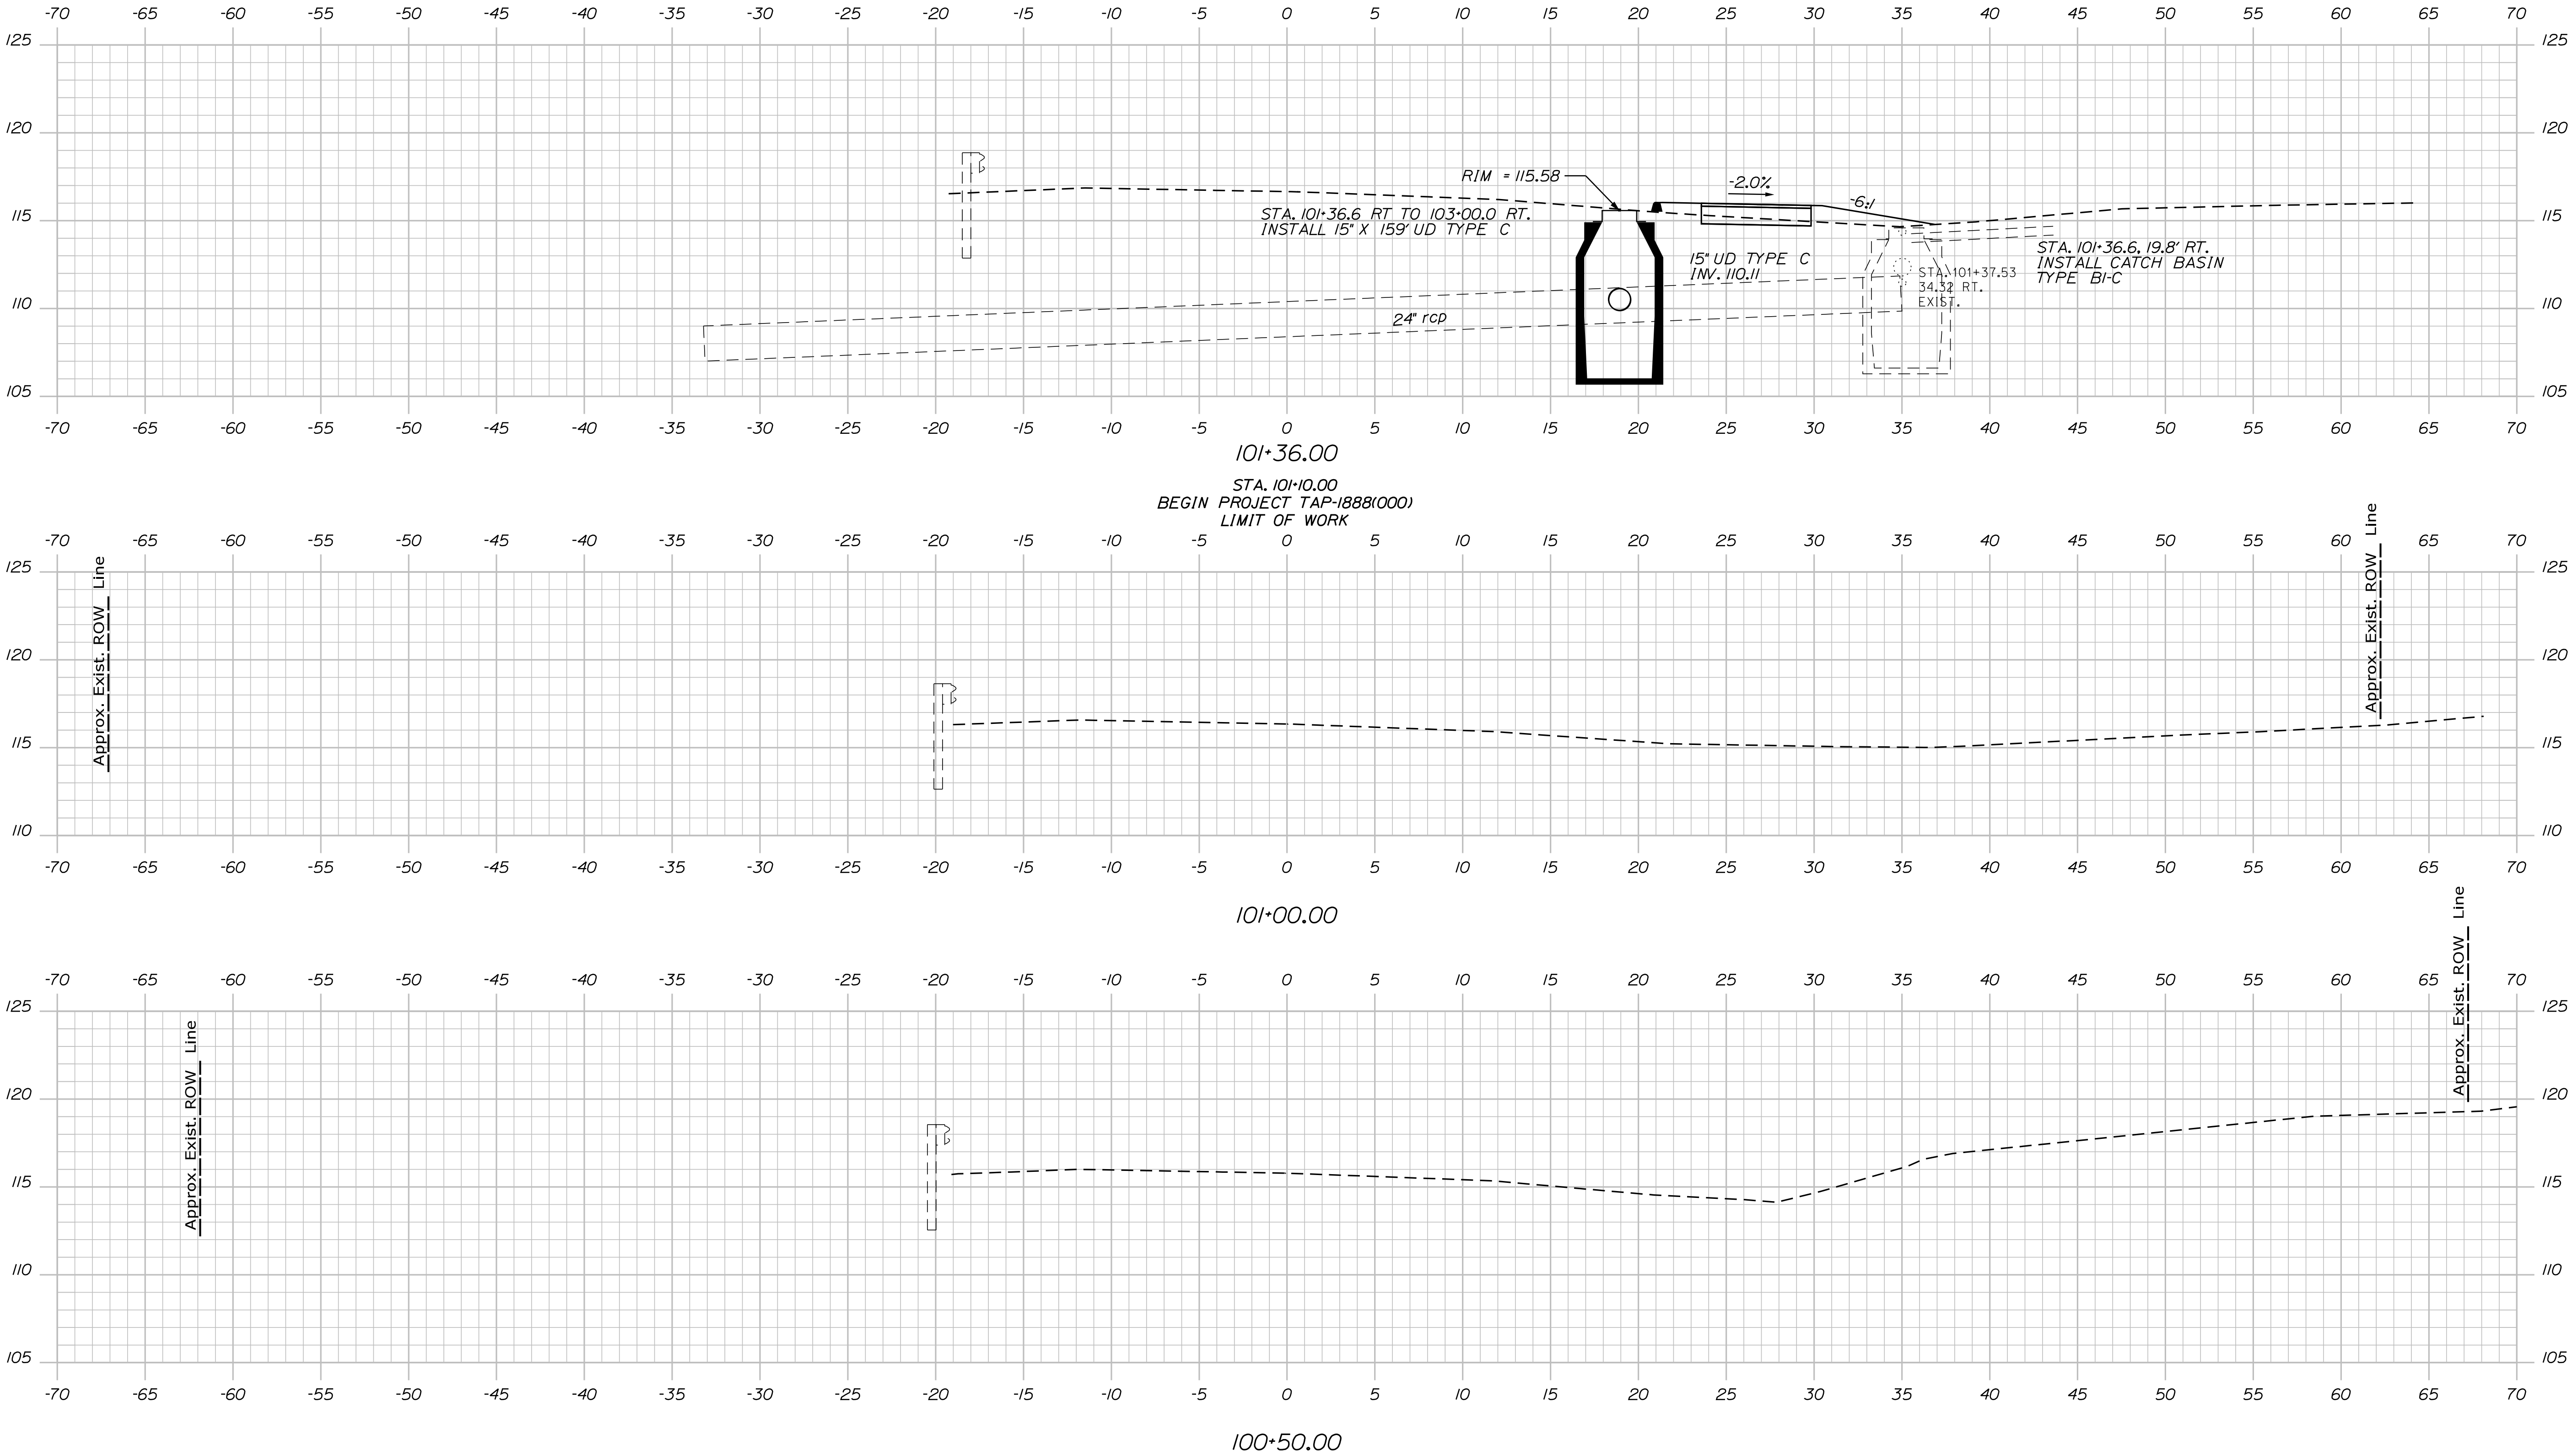 -70 -65 -60 -55 -50 -45 -40 -35 -30 -25 -20 -15 -10 -5 0 5 10 15 20 25 30 35 40 45 50 55 60 65 70
125 125
120 120
RIM = 115.58
-2.0%
-6:1
115 115
STA. 101+36.6 RT TO 103+00.0 RT.
INSTALL 15" X 159' UD TYPE C
15" UD TYPE C
INV. 110.11
STA. 101+36.6, 19.8' RT.
INSTALL CATCH BASIN
TYPE B1-C
STA. 101+37.53
34.32 RT.
EXIST.
110 110
24" rcp
105 105
-70 -65 -60 -55 -50 -45 -40 -35 -30 -25 -20 -15 -10 -5 0 5 10 15 20 25 30 35 40 45 50 55 60 65 70
101+36.00
STA. 101+10.00
BEGIN PROJECT TAP-1888(000)
LIMIT OF WORK
-70 -65 -60 -55 -50 -45 -40 -35 -30 -25 -20 -15 -10 -5 0 5 10 15 20 25 30 35 40 45 50 55 60 65 70
125 125
Approx. Exist. ROW Line
Approx. Exist. ROW Line
120 120
115 115
110 110
-70 -65 -60 -55 -50 -45 -40 -35 -30 -25 -20 -15 -10 -5 0 5 10 15 20 25 30 35 40 45 50 55 60 65 70
101+00.00
-70 -65 -60 -55 -50 -45 -40 -35 -30 -25 -20 -15 -10 -5 0 5 10 15 20 25 30 35 40 45 50 55 60 65 70
125 125
Approx. Exist. ROW Line
Approx. Exist. ROW Line
120 120
115 115
110 110
105 105
-70 -65 -60 -55 -50 -45 -40 -35 -30 -25 -20 -15 -10 -5 0 5 10 15 20 25 30 35 40 45 50 55 60 65 70
100+50.00